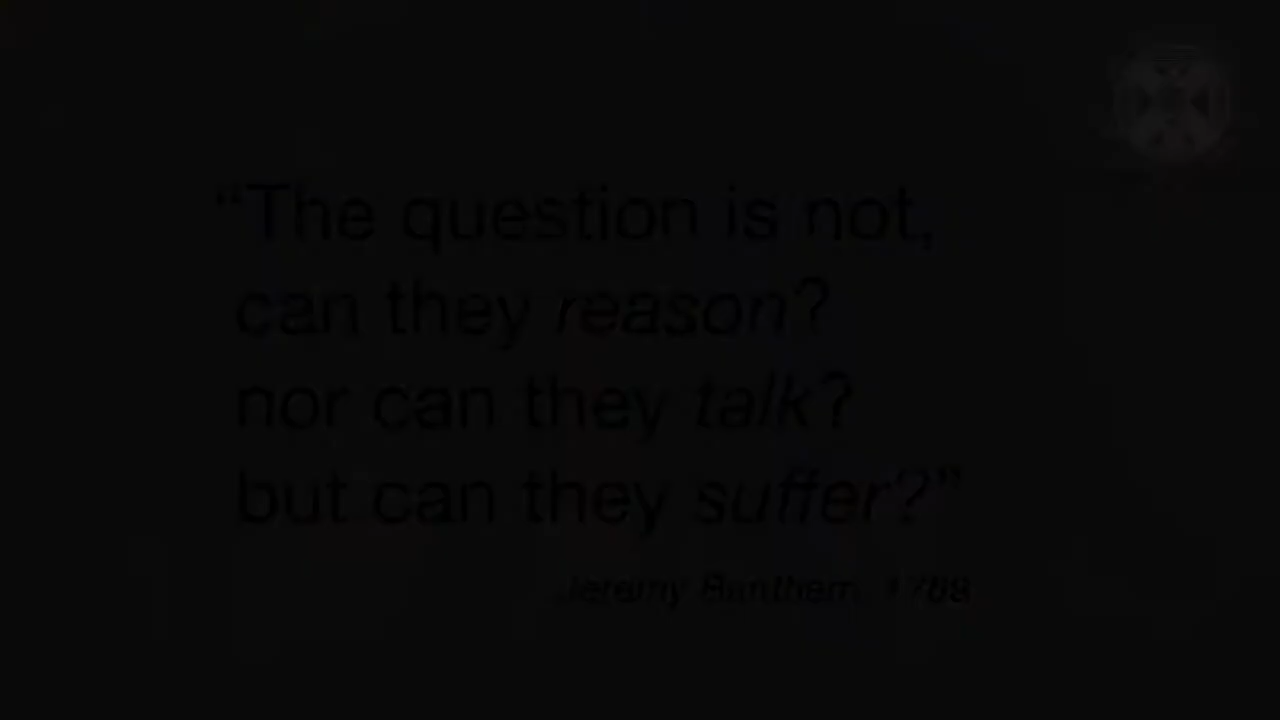 “The question is not,
can they reason?
nor can they talk?
but can they suffer?”
Jeremy Bentham, 1789